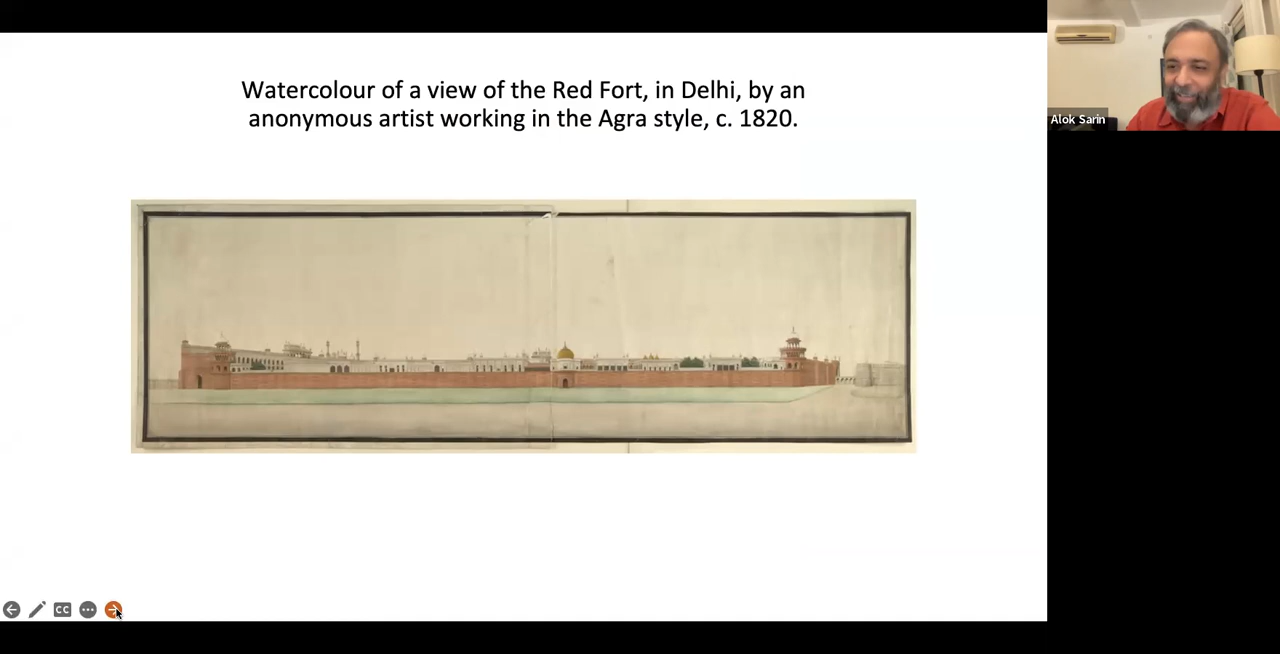 Watercolour of a view of the Red Fort, in Delhi, by an
anonymous artist working in the Agra style, c. 1820.
Alok Sarin
CC